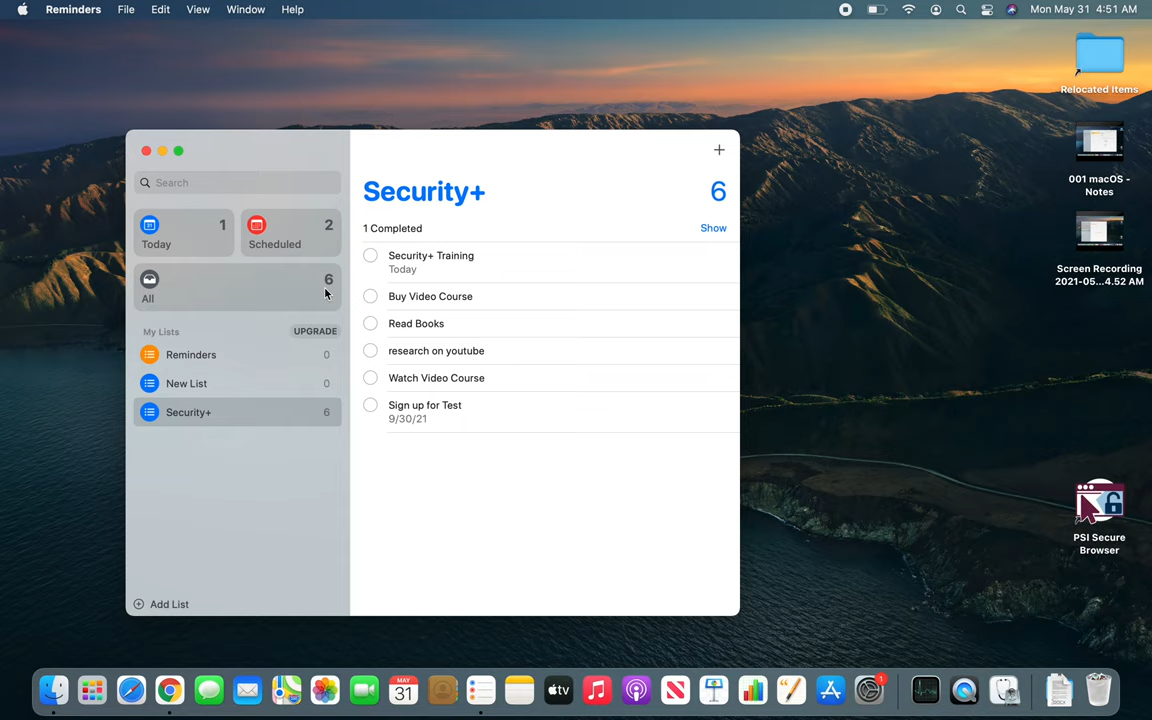 Reminders File Edit View Window Help Mon May 31 4:51 AM
Relocated Items
Search
Security+ 6
1 Today
2 Scheduled
1 Completed Show
Security+ Training
Today
6 All
Buy Video Course
001 macOS -
Notes
Read Books
My Lists UPGRADE
research on youtube
Reminders 0
Watch Video Course
New List 0
Sign up for Test
9/30/21
Security+ 6
Screen Recording
2021-05...4.52 AM
PSI Secure
Browser
Add List
MAY
31
tv
1